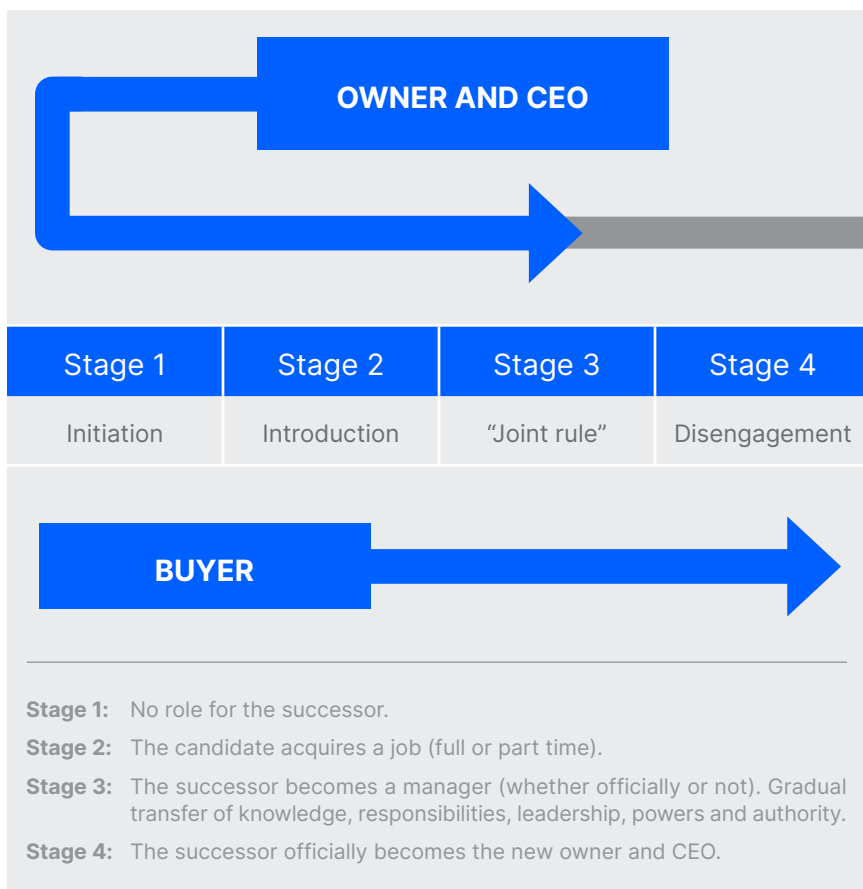 OWNER AND CEO
Stage 1
Stage 2
Stage 3
Stage 4
Initiation
Introduction
“Joint rule”
Disengagement
BUYER
Stage 1: No role for the successor.
Stage 2: The candidate acquires a job (full or part time).
Stage 3: The successor becomes a manager (whether officially or not). Gradual
transfer of knowledge, responsibilities, leadership, powers and authority.
Stage 4: The successor officially becomes the new owner and CEO.